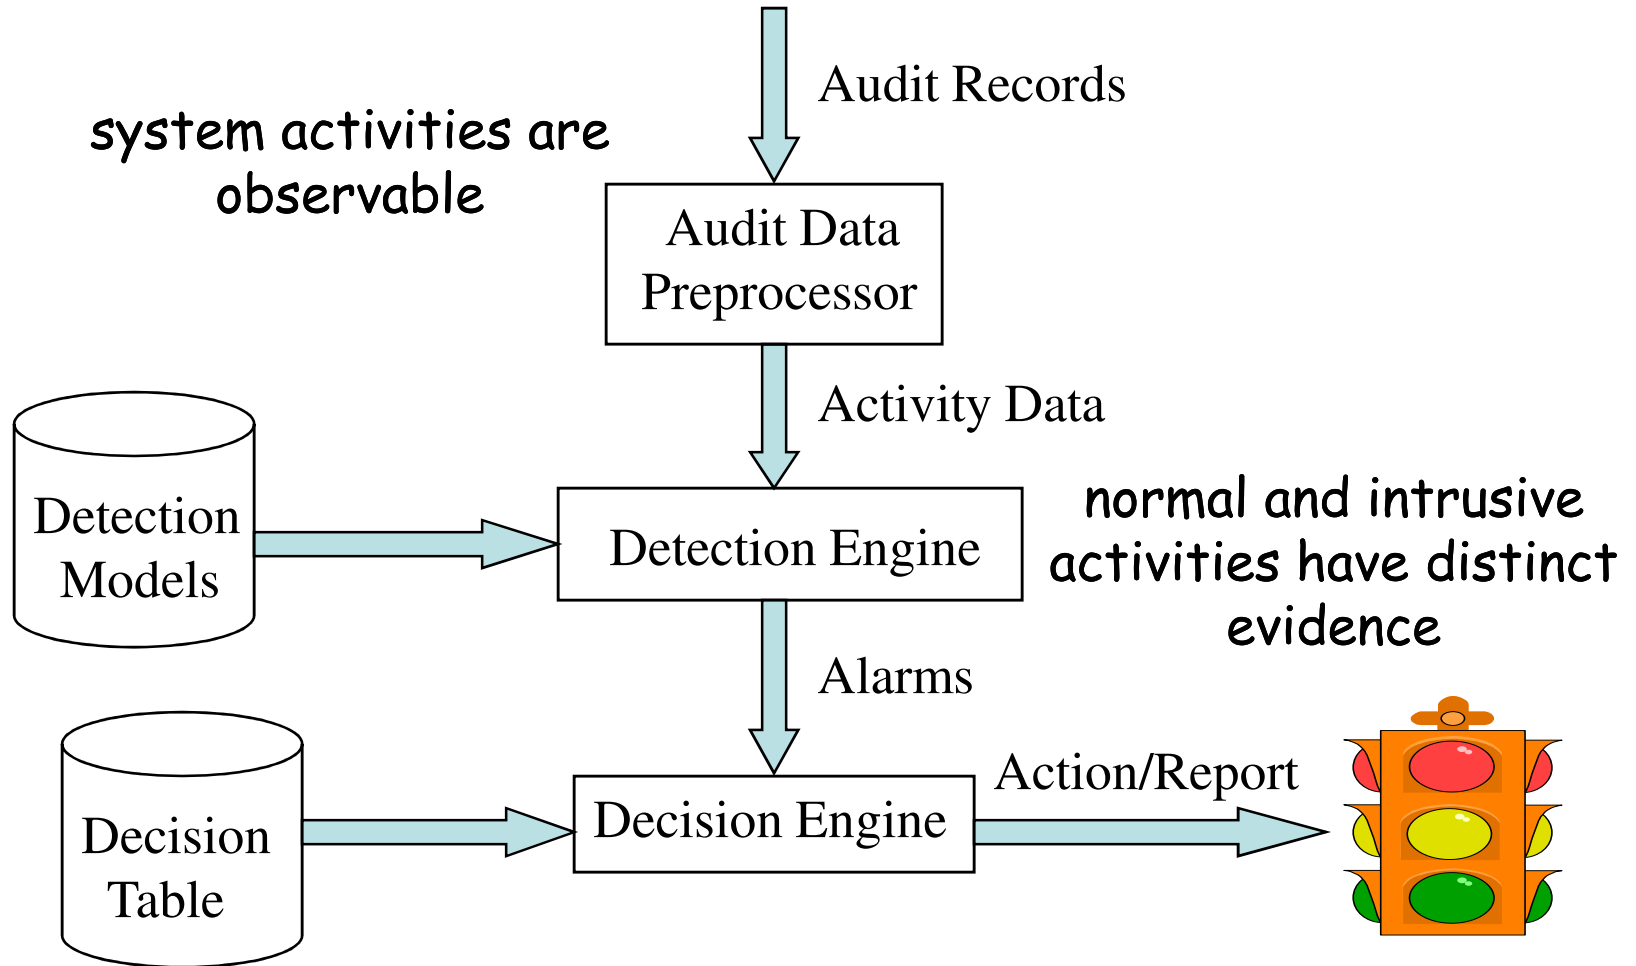 Audit Records
system activities are
observable
Audit Data
Preprocessor
Activity Data
Detection
Models
Detection Engine
normal and intrusive
activities have distinct
evidence
Alarms
Action/Report
Decision
Table
Decision Engine